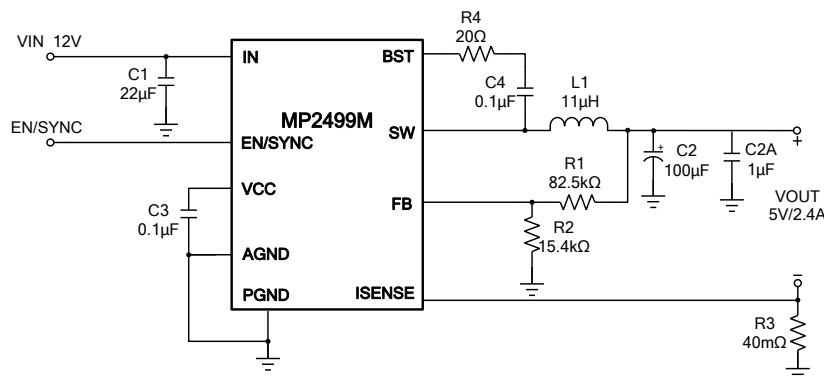 R4
20Ω
VIN 12V
IN
BST
C1
22μF
C4
0.1μF
L1
11μH
MP2499M
EN/SYNC
EN/SYNC
SW
+
C2
100μF
+
C2A
1μF
R1
82.5kΩ
VCC
FB
VOUT
5V/2.4A
C3
0.1μF
R2
15.4kΩ
AGND
PGND
ISENSE
–
R3
40mΩ